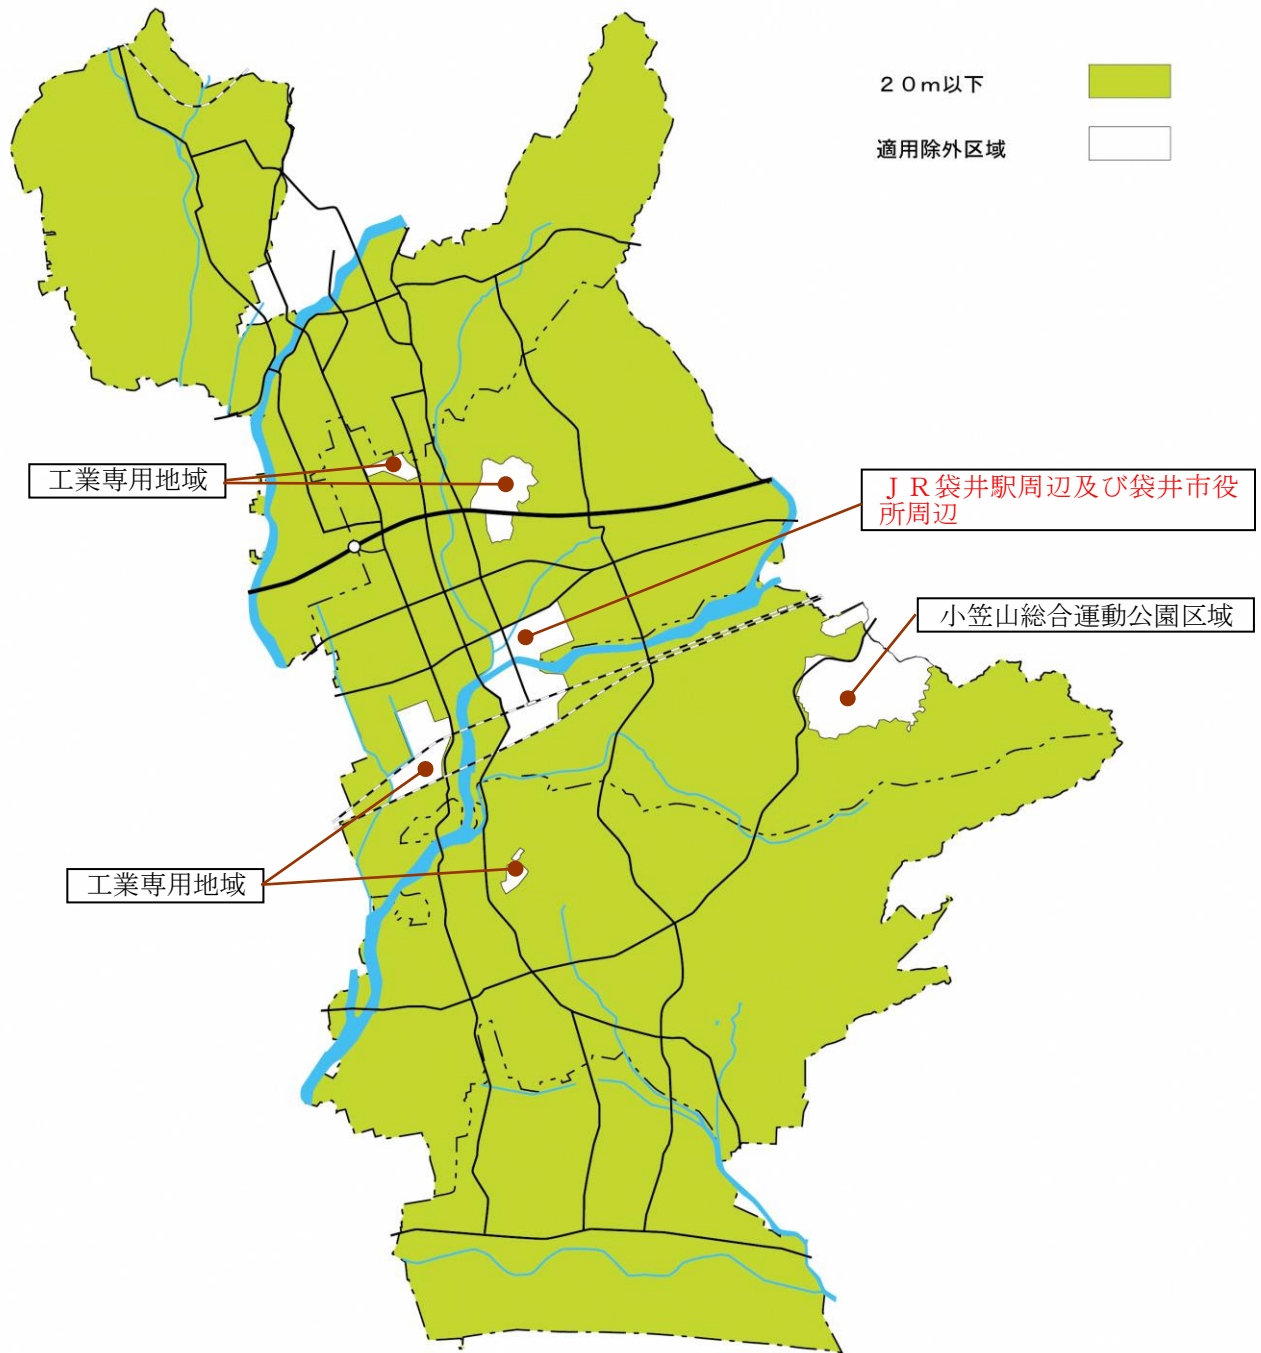 ２０ｍ以下
適用除外区域
工業専用地域
ＪＲ袋井駅周辺及び袋井市役
所周辺
小笠山総合運動公園区域
工業専用地域